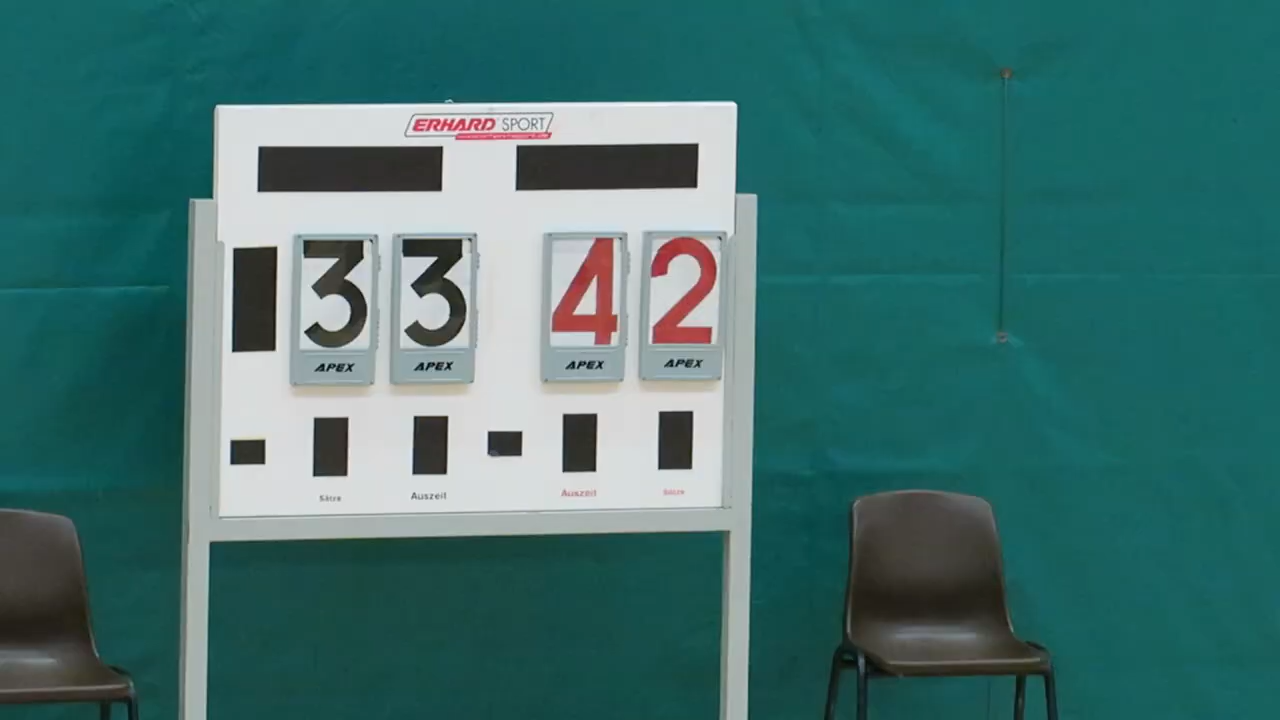 ERHARD SPORT
33 42
APEX APEX APEX APEX
Sätze Auszeit Auszeit Sätze